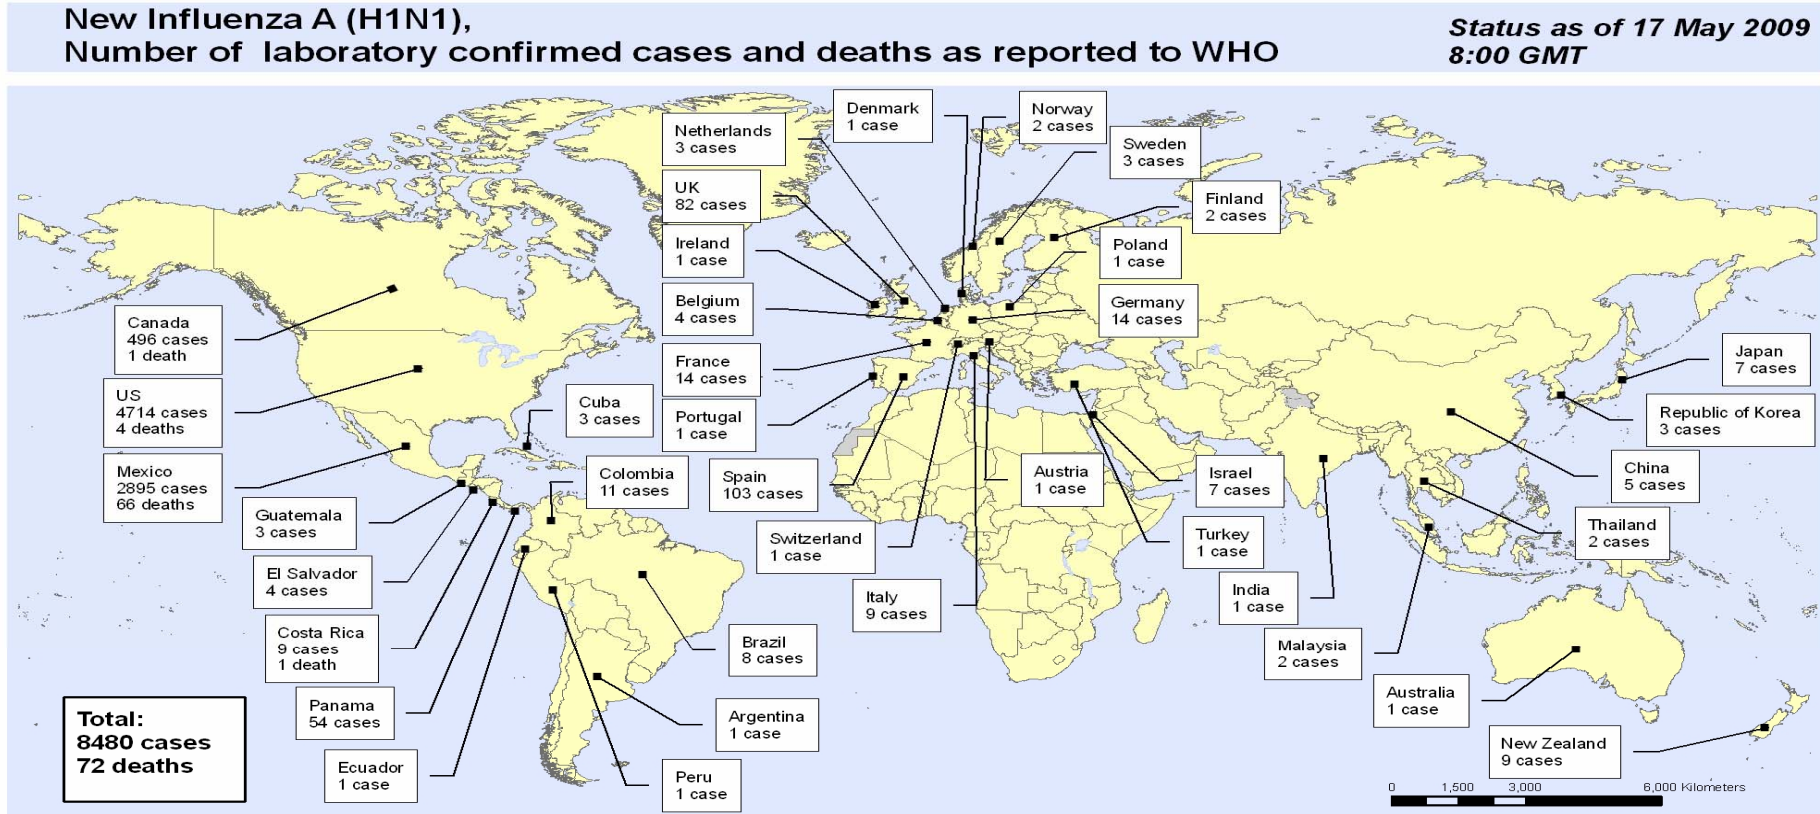 New Influenza A (H1N1),
Number of laboratory confirmed cases and deaths as reported to WHO
Status as of 17 May 2009
8:00 GMT
Denmark
1 case
Norway
2 cases
Netherlands
3 cases
Sweden
3 cases
UK
82 cases
Finland
2 cases
Ireland
1 case
Poland
1 case
Belgium
4 cases
Germany
14 cases
Canada
496 cases
1 death
France
14 cases
Japan
7 cases
US
4714 cases
4 deaths
Cuba
3 cases
Portugal
1 case
Republic of Korea
3 cases
Mexico
2895 cases
66 deaths
Colombia
11 cases
Spain
103 cases
Austria
1 case
Israel
7 cases
China
5 cases
Guatemala
3 cases
Switzerland
1 case
Turkey
1 case
Thailand
2 cases
El Salvador
4 cases
Italy
9 cases
India
1 case
Costa Rica
9 cases
1 death
Brazil
8 cases
Malaysia
2 cases
Panama
54 cases
Argentina
1 case
Australia
1 case
Ecuador
1 case
Peru
1 case
New Zealand
9 cases
Total:
8480 cases
72 deaths
0 1,500 3,000 6,000 Kilometers